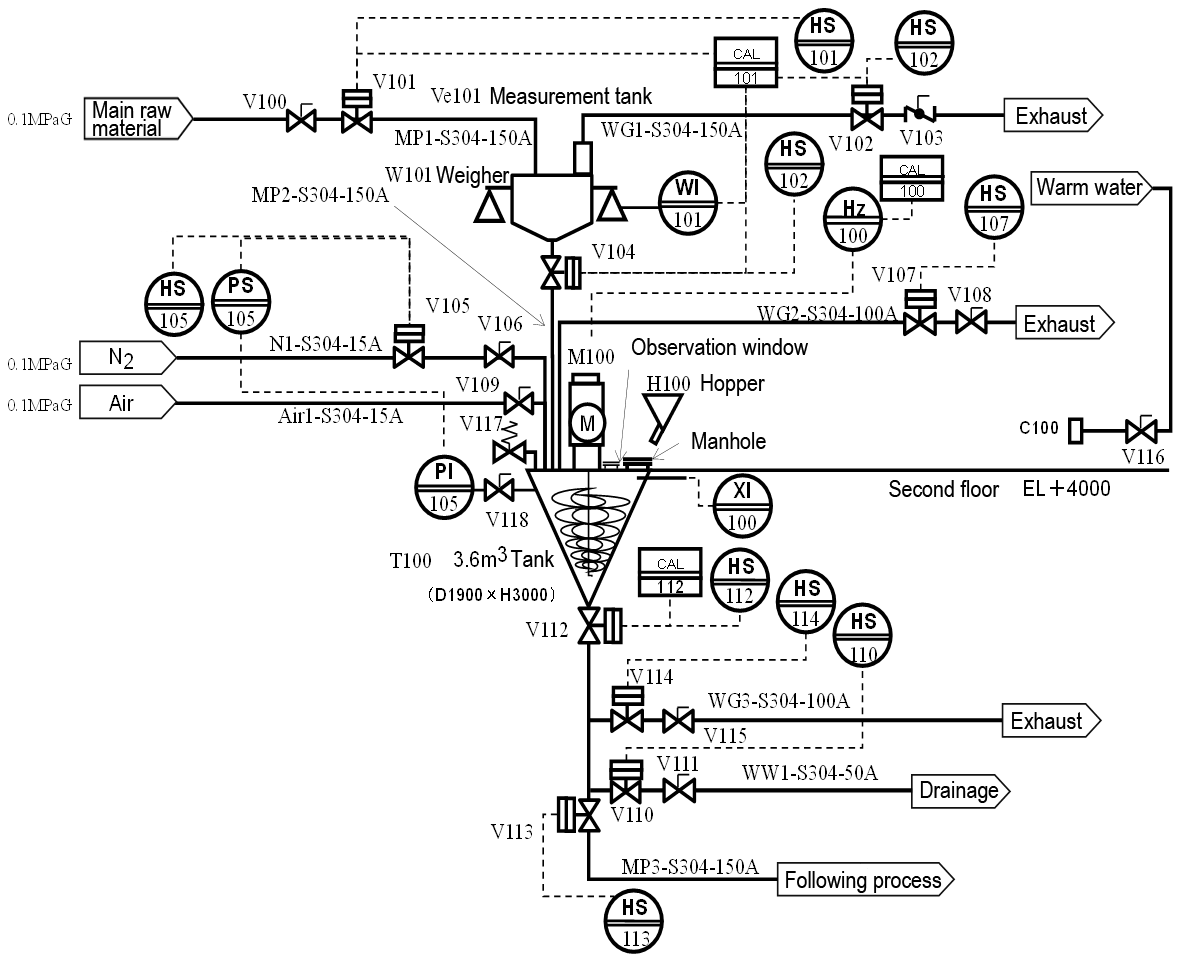 HS
101
HS
102
CAL
101
V101
V100
Ve101 Measurement tank
0.1MPaG
Main raw
material
MP1-S304-150A
WG1-S304-150A
V102
V103
Exhaust
HS
102
CAL
100
W101 Weigher
MP2-S304-150A
WI
101
Hz
100
HS
107
Warm water
V104
HS
105
PS
105
V105
V106
V107
V108
WG2-S304-100A
Exhaust
N1-S304-15A
0.1MPaG
N2
M100
Observation window
H100 Hopper
V109
0.1MPaG
Air
Air1-S304-15A
V117
M
Manhole
C100
V116
PI
105
V118
XI
100
Second floor EL+4000
T100 3.6m3 Tank
(D1900×H3000)
CAL
112
HS
112
HS
114
HS
110
V112
V114
WG3-S304-100A
Exhaust
V115
V111
WW1-S304-50A
Drainage
V110
V113
MP3-S304-150A
Following process
HS
113